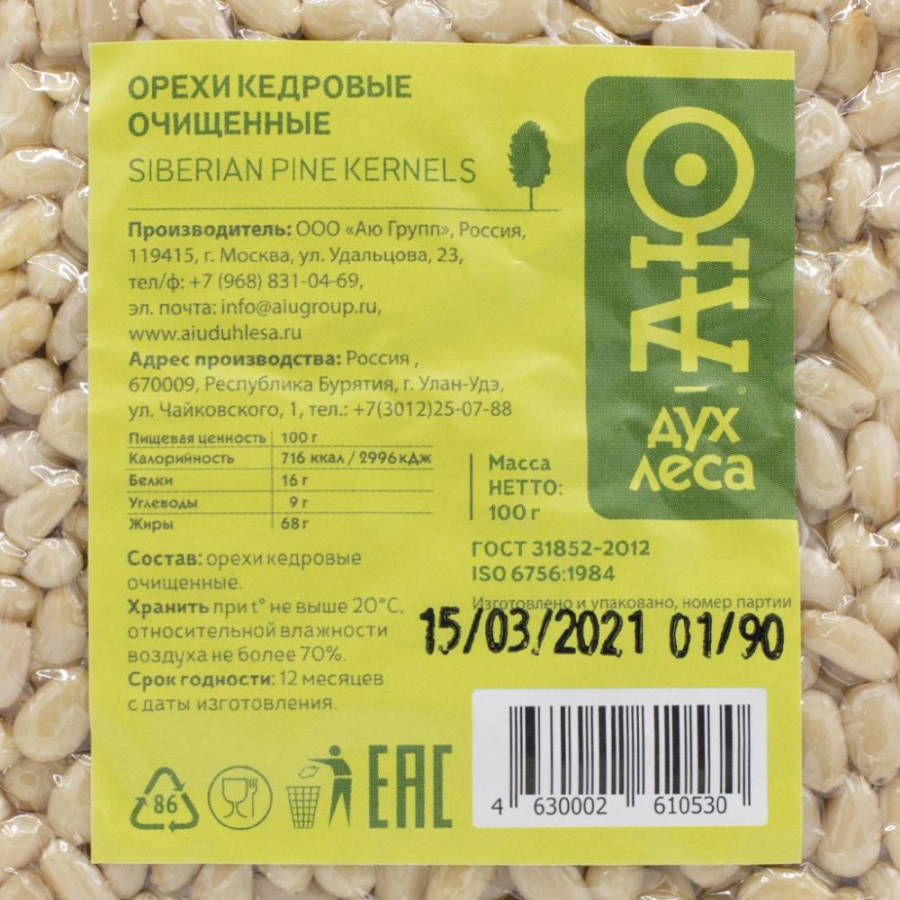 ОРЕХИ КЕДРОВЫЕ
ОЧИЩЕННЫЕ
SIBERIAN PINE KERNELS
Производитель: ООО «Аю Групп», Россия,
119415, г. Москва, ул. Удальцова, 23,
тел/ф: +7 (968) 831-04-69,
эл. почта: info@aiugroup.ru,
www.aiuduhlesa.ru
Адрес производства: Россия ,
670009, Республика Бурятия, г. Улан-Удэ,
ул. Чайковского, 1, тел.: +7(3012)25-07-88
Пищевая ценность 100 г
Калорийность 716 ккал / 2996 кДж
Белки 16 г
Углеводы 9 г
Жиры 68 г
Масса
НЕТТО:
100 г
АЮ
®
ДУХ
леса
Состав: орехи кедровые
очищенные.
Хранить при t° не выше 20°С,
относительной влажности
воздуха не более 70%.
Срок годности: 12 месяцев
с даты изготовления.
ГОСТ 31852-2012
ISO 6756:1984
Изготовлено и упаковано, номер партии
15/03/2021 01/90
86
EAC
4 630002 610530